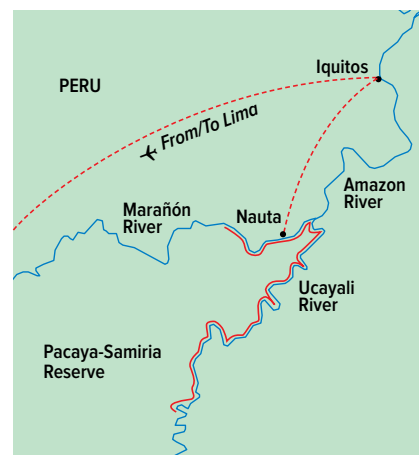 Iquitos
PERU
From/To Lima
Amazon
River
Marañón
River
Nauta
Ucayali
River
Pacaya-Samiria
Reserve